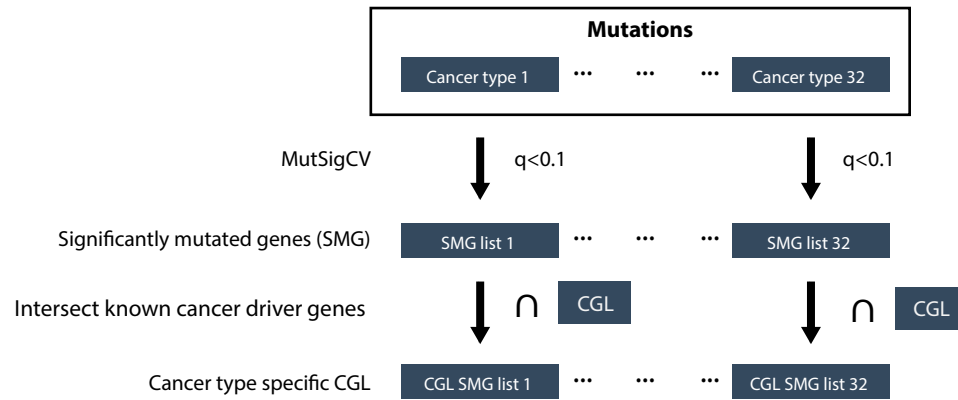 Mutations
Cancer type 1 ... ... ... Cancer type 32
MutSigCV q<0.1 q<0.1
Significantly mutated genes (SMG) SMG list 1 ... ... ... SMG list 32
Intersect known cancer driver genes ∩ CGL ∩ CGL
Cancer type specific CGL CGL SMG list 1 ... ... ... CGL SMG list 32